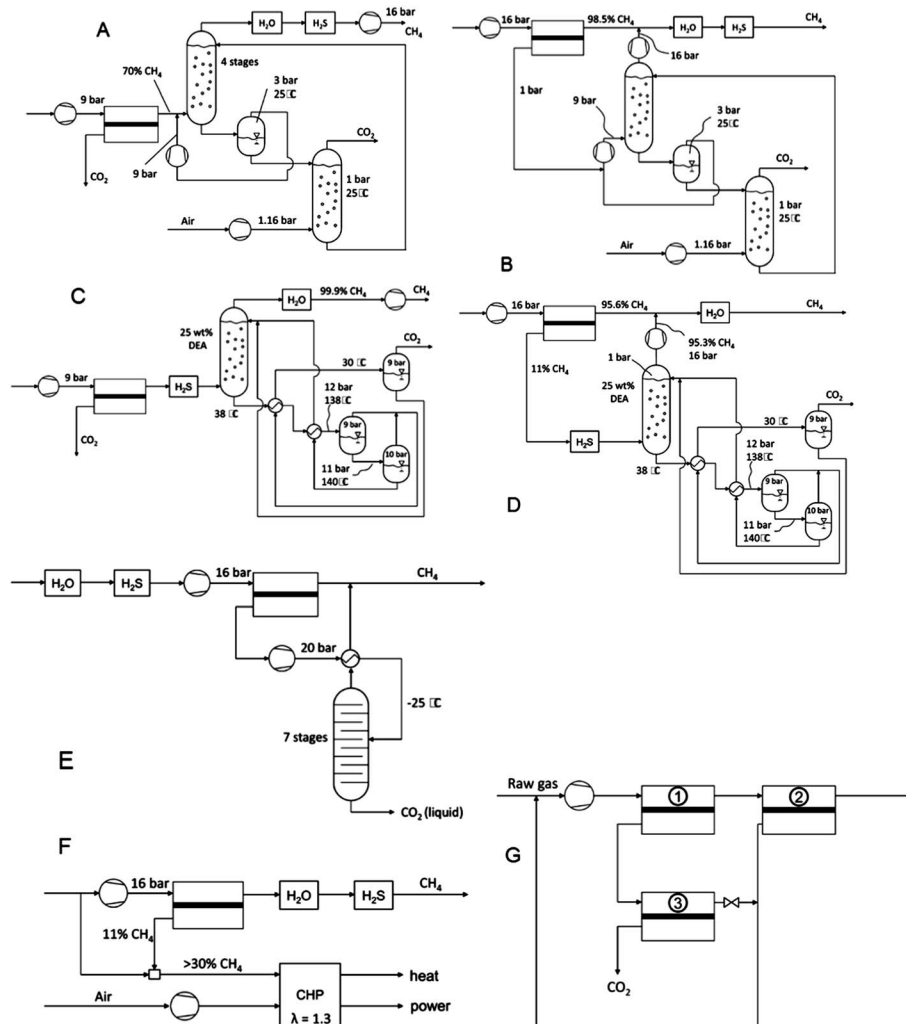 A
H₂O
H₂S
16 bar
CH₄
4 stages
70% CH₄
9 bar
3 bar
25 °C
CO₂
9 bar
CO₂
1 bar
25 °C
Air
1.16 bar
B
16 bar
98.5% CH₄
H₂O
H₂S
CH₄
16 bar
1 bar
9 bar
3 bar
25 °C
CO₂
1 bar
25 °C
Air
1.16 bar
C
H₂O
99.9% CH₄
CH₄
25 wt%
DEA
9 bar
H₂S
CO₂
38 °C
30 °C
CO₂
9 bar
12 bar
138 °C
9 bar
10 bar
11 bar
140 °C
D
16 bar
95.6% CH₄
H₂O
CH₄
95.3% CH₄
16 bar
11% CH₄
1 bar
25 wt%
DEA
H₂S
38 °C
30 °C
CO₂
9 bar
12 bar
138 °C
9 bar
10 bar
11 bar
140 °C
H₂O
H₂S
16 bar
CH₄
20 bar
-25 °C
7 stages
E
CO₂ (liquid)
F
16 bar
H₂O
H₂S
CH₄
11% CH₄
>30% CH₄
heat
Air
CHP
λ = 1.3
power
Raw gas
1
2
G
3
CO₂